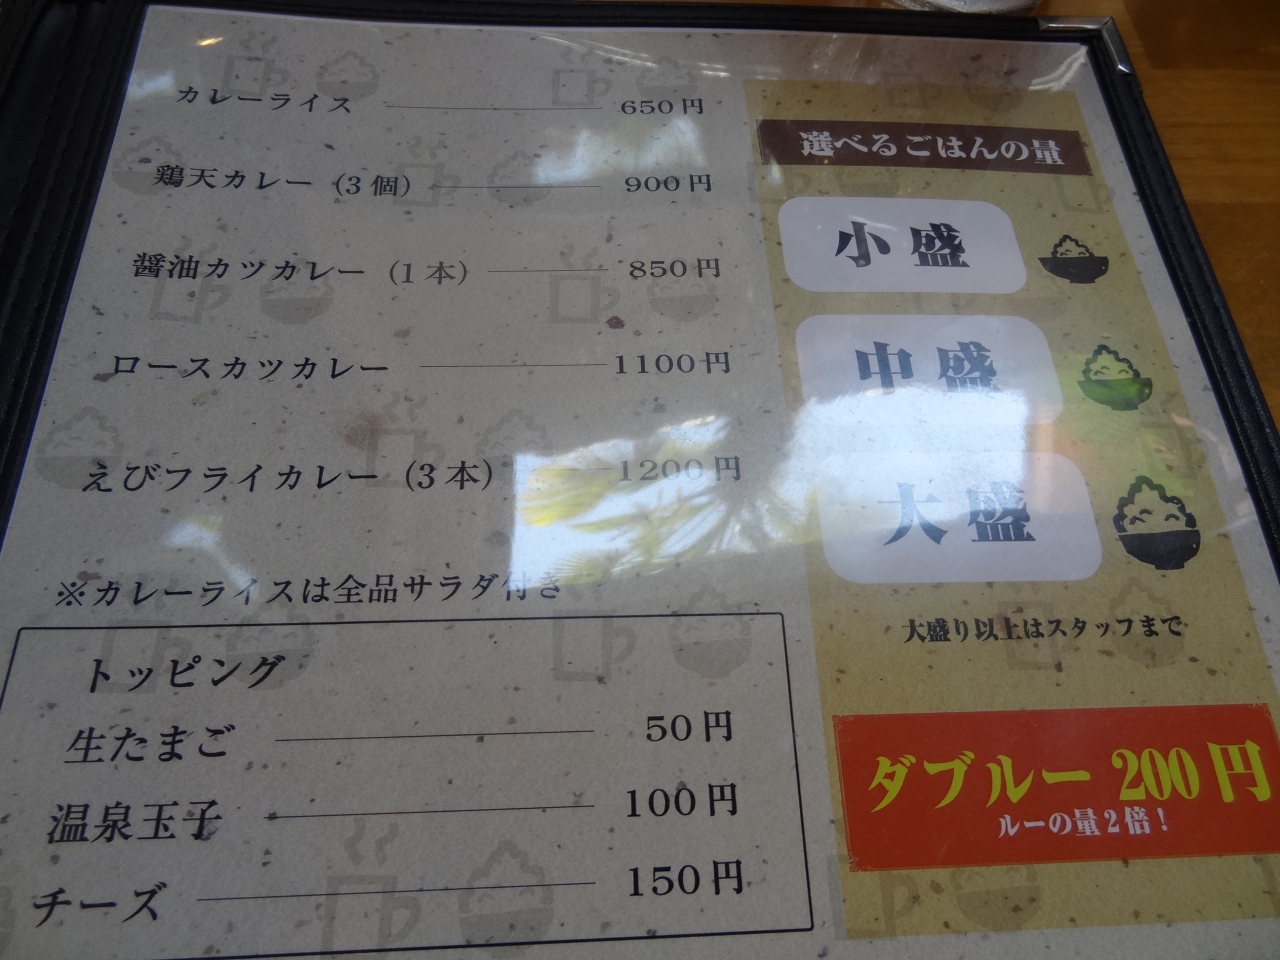 カレーライス 650円
鶏天カレー（3個） 900円
醤油カツカレー（1本） 850円
ロースカツカレー 1100円
えびフライカレー（3本） 1200円
※カレーライスは全品サラダ付き
トッピング
生たまご 50円
温泉玉子 100円
チーズ 150円
選べるごはんの量
小盛
中盛
大盛
大盛り以上はスタッフまで
ダブルー200円
ルーの量2倍！